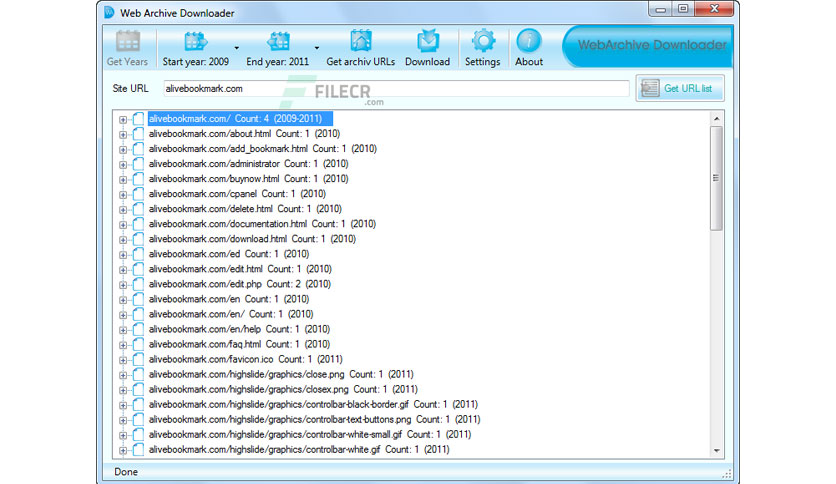 Web Archive Downloader
Get Years Start year: 2009 End year: 2011 Get archiv URLs Download Settings About WebArchive Downloader
Site URL alivebookmark.com Get URL list
FILECR
.com
alivebookmark.com/ Count: 4 (2009-2011)
alivebookmark.com/about.html Count: 1 (2010)
alivebookmark.com/add_bookmark.html Count: 1 (2010)
alivebookmark.com/administrator Count: 1 (2010)
alivebookmark.com/buynow.html Count: 1 (2010)
alivebookmark.com/cpanel Count: 1 (2010)
alivebookmark.com/delete.html Count: 1 (2010)
alivebookmark.com/documentation.html Count: 1 (2010)
alivebookmark.com/download.html Count: 1 (2010)
alivebookmark.com/ed Count: 1 (2010)
alivebookmark.com/edit.html Count: 1 (2010)
alivebookmark.com/edit.php Count: 2 (2010)
alivebookmark.com/en Count: 1 (2010)
alivebookmark.com/en/ Count: 1 (2010)
alivebookmark.com/en/help Count: 1 (2010)
alivebookmark.com/faq.html Count: 1 (2010)
alivebookmark.com/favicon.ico Count: 1 (2011)
alivebookmark.com/highslide/graphics/close.png Count: 1 (2011)
alivebookmark.com/highslide/graphics/closex.png Count: 1 (2011)
alivebookmark.com/highslide/graphics/controlbar-black-border.gif Count: 1 (2011)
alivebookmark.com/highslide/graphics/controlbar-text-buttons.png Count: 1 (2011)
alivebookmark.com/highslide/graphics/controlbar-white-small.gif Count: 1 (2011)
alivebookmark.com/highslide/graphics/controlbar-white.gif Count: 1 (2011)
Done